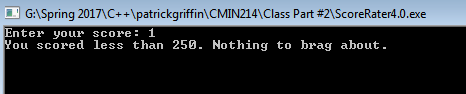 G:\Spring 2017\C++\patrickgriffin\CMIN214\Class Part #2\ScoreRater4.0.exe
Enter your score: 1
You scored less than 250. Nothing to brag about.